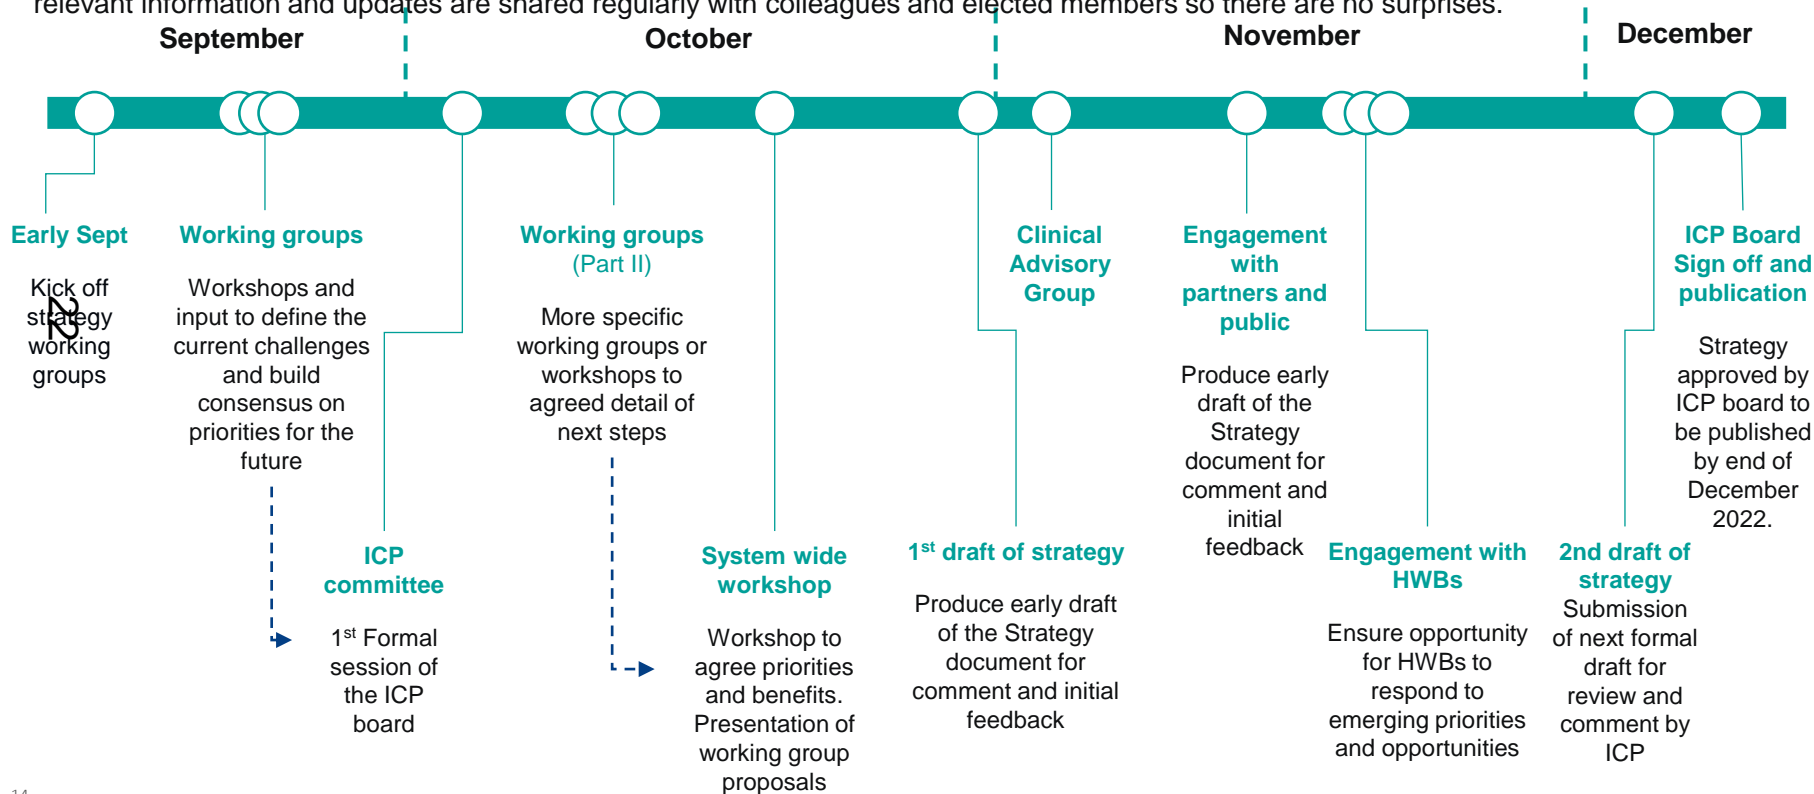 relevant information and updates are shared regularly with colleagues and elected members so there are no surprises.
September
October
November
December
Early Sept
Kick off
strategy
working
groups
22
Working groups
Workshops and
input to define the
current challenges
and build
consensus on
priorities for the
future
ICP
committee
1st Formal
session of
the ICP
board
Working groups
(Part II)
More specific
working groups or
workshops to
agreed detail of
next steps
System wide
workshop
Workshop to
agree priorities
and benefits.
Presentation of
working group
proposals
1st draft of strategy
Produce early draft
of the Strategy
document for
comment and initial
feedback
Clinical
Advisory
Group
Engagement
with
partners and
public
Produce early
draft of the
Strategy
document for
comment and
initial
feedback
Engagement with
HWBs
Ensure opportunity
for HWBs to
respond to
emerging priorities
and opportunities
2nd draft of
strategy
Submission
of next formal
draft for
review and
comment by
ICP
ICP Board
Sign off and
publication
Strategy
approved by
ICP board to
be published
by end of
December
2022.
14